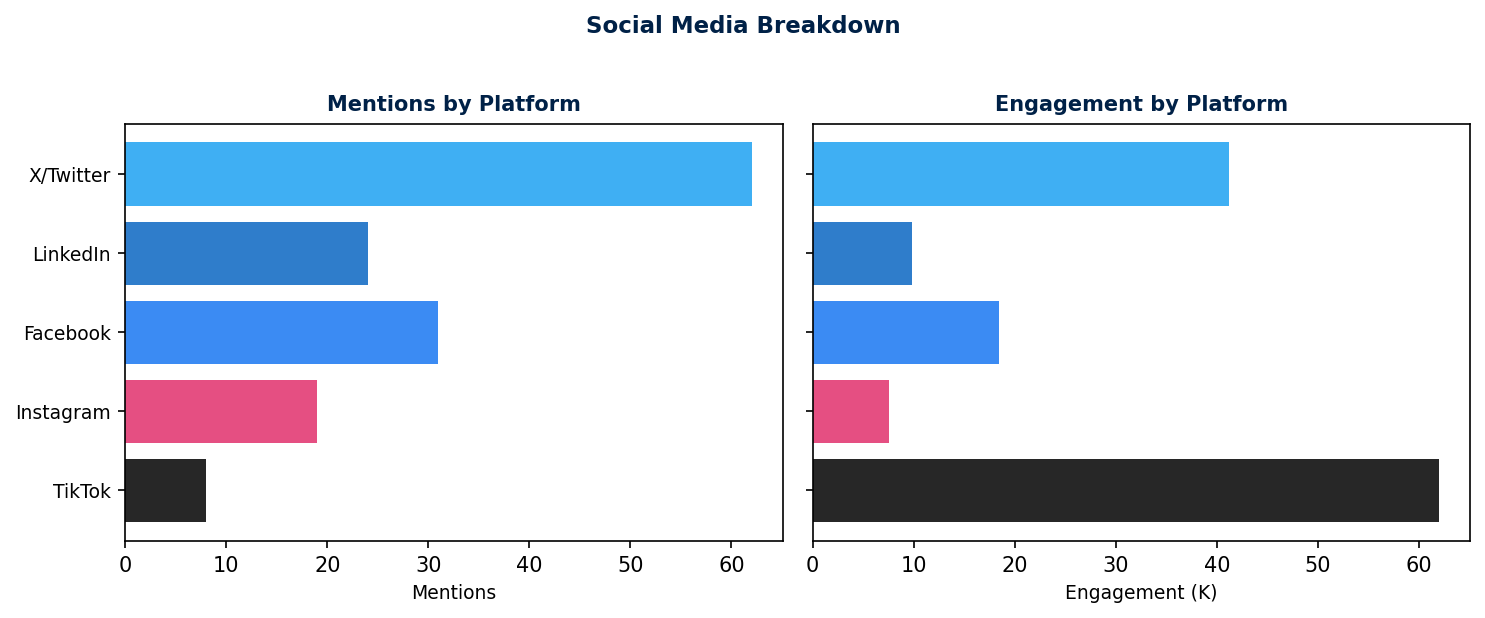 Social Media Breakdown
Mentions by Platform
X/Twitter
LinkedIn
Facebook
Instagram
TikTok
0 10 20 30 40 50 60
Mentions
Engagement by Platform
0 10 20 30 40 50 60
Engagement (K)